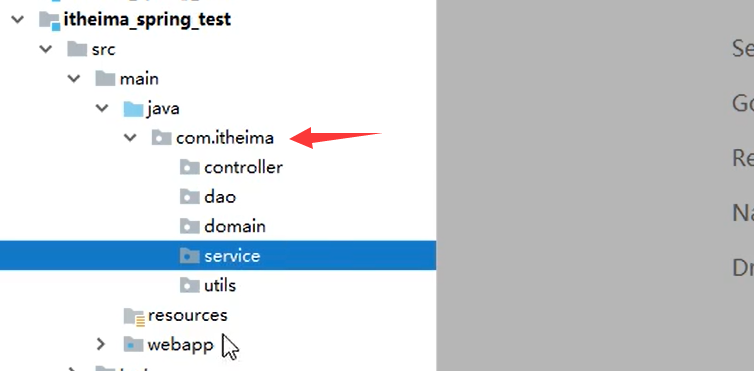 itheima_spring_test
src
main
java
com.itheima
controller
dao
domain
service
utils
resources
webapp
Se
Go
Re
Na
Dr